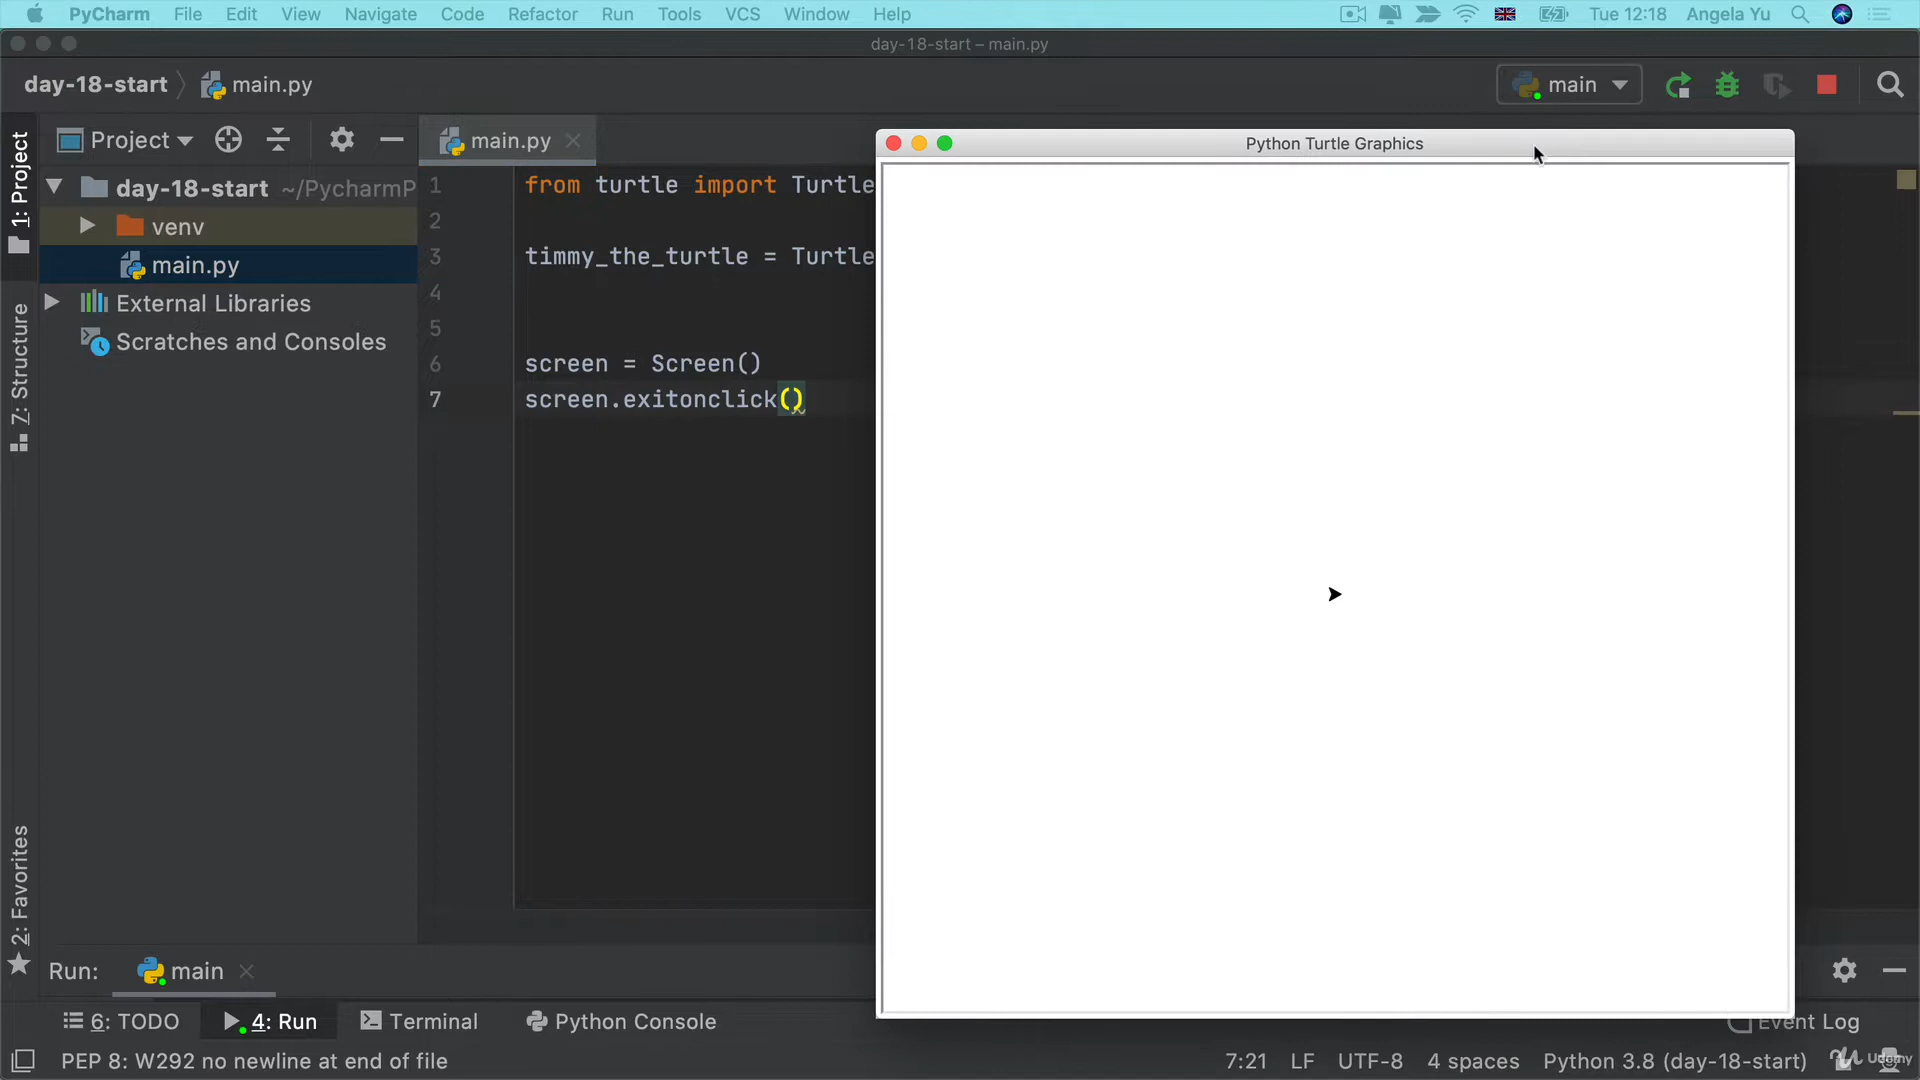 PyCharm File Edit View Navigate Code Refactor Run Tools VCS Window Help Tue 12:18 Angela Yu
day-18-start – main.py
day-18-start main.py main
1: Project
Project
main.py
Python Turtle Graphics
day-18-start ~/PycharmP
venv
main.py
External Libraries
Scratches and Consoles
7: Structure
2: Favorites
1 from turtle import Turtle
2
3 timmy_the_turtle = Turtle
4
5
6 screen = Screen()
7 screen.exitonclick()
Run: main
6: TODO 4: Run Terminal Python Console Event Log
PEP 8: W292 no newline at end of file 7:21 LF UTF-8 4 spaces Python 3.8 (day-18-start)
Udemy